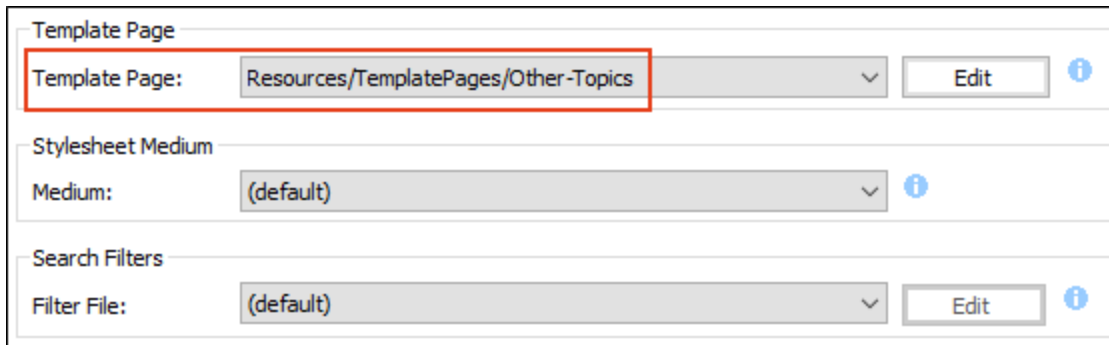 Template Page
Template Page: Resources/TemplatePages/Other-Topics Edit
Stylesheet Medium
Medium: (default)
Search Filters
Filter File: (default) Edit